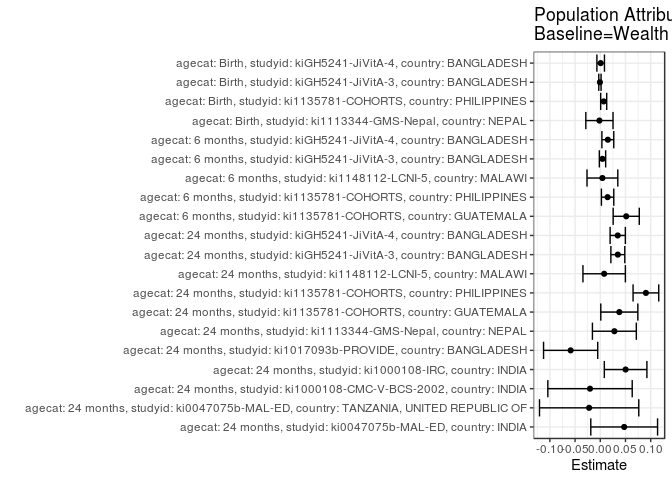 Population Attribu
Baseline=Wealth
agecat: Birth, studyid: kiGH5241-JiVitA-4, country: BANGLADESH
agecat: Birth, studyid: kiGH5241-JiVitA-3, country: BANGLADESH
agecat: Birth, studyid: ki1135781-COHORTS, country: PHILIPPINES
agecat: Birth, studyid: ki1113344-GMS-Nepal, country: NEPAL
agecat: 6 months, studyid: kiGH5241-JiVitA-4, country: BANGLADESH
agecat: 6 months, studyid: kiGH5241-JiVitA-3, country: BANGLADESH
agecat: 6 months, studyid: ki1148112-LCNI-5, country: MALAWI
agecat: 6 months, studyid: ki1135781-COHORTS, country: PHILIPPINES
agecat: 6 months, studyid: ki1135781-COHORTS, country: GUATEMALA
agecat: 24 months, studyid: kiGH5241-JiVitA-4, country: BANGLADESH
agecat: 24 months, studyid: kiGH5241-JiVitA-3, country: BANGLADESH
agecat: 24 months, studyid: ki1148112-LCNI-5, country: MALAWI
agecat: 24 months, studyid: ki1135781-COHORTS, country: PHILIPPINES
agecat: 24 months, studyid: ki1135781-COHORTS, country: GUATEMALA
agecat: 24 months, studyid: ki1113344-GMS-Nepal, country: NEPAL
agecat: 24 months, studyid: ki1017093b-PROVIDE, country: BANGLADESH
agecat: 24 months, studyid: ki1000108-IRC, country: INDIA
agecat: 24 months, studyid: ki1000108-CMC-V-BCS-2002, country: INDIA
agecat: 24 months, studyid: ki0047075b-MAL-ED, country: TANZANIA, UNITED REPUBLIC OF
agecat: 24 months, studyid: ki0047075b-MAL-ED, country: INDIA
-0.10 -0.05 0.00 0.05 0.10
Estimate